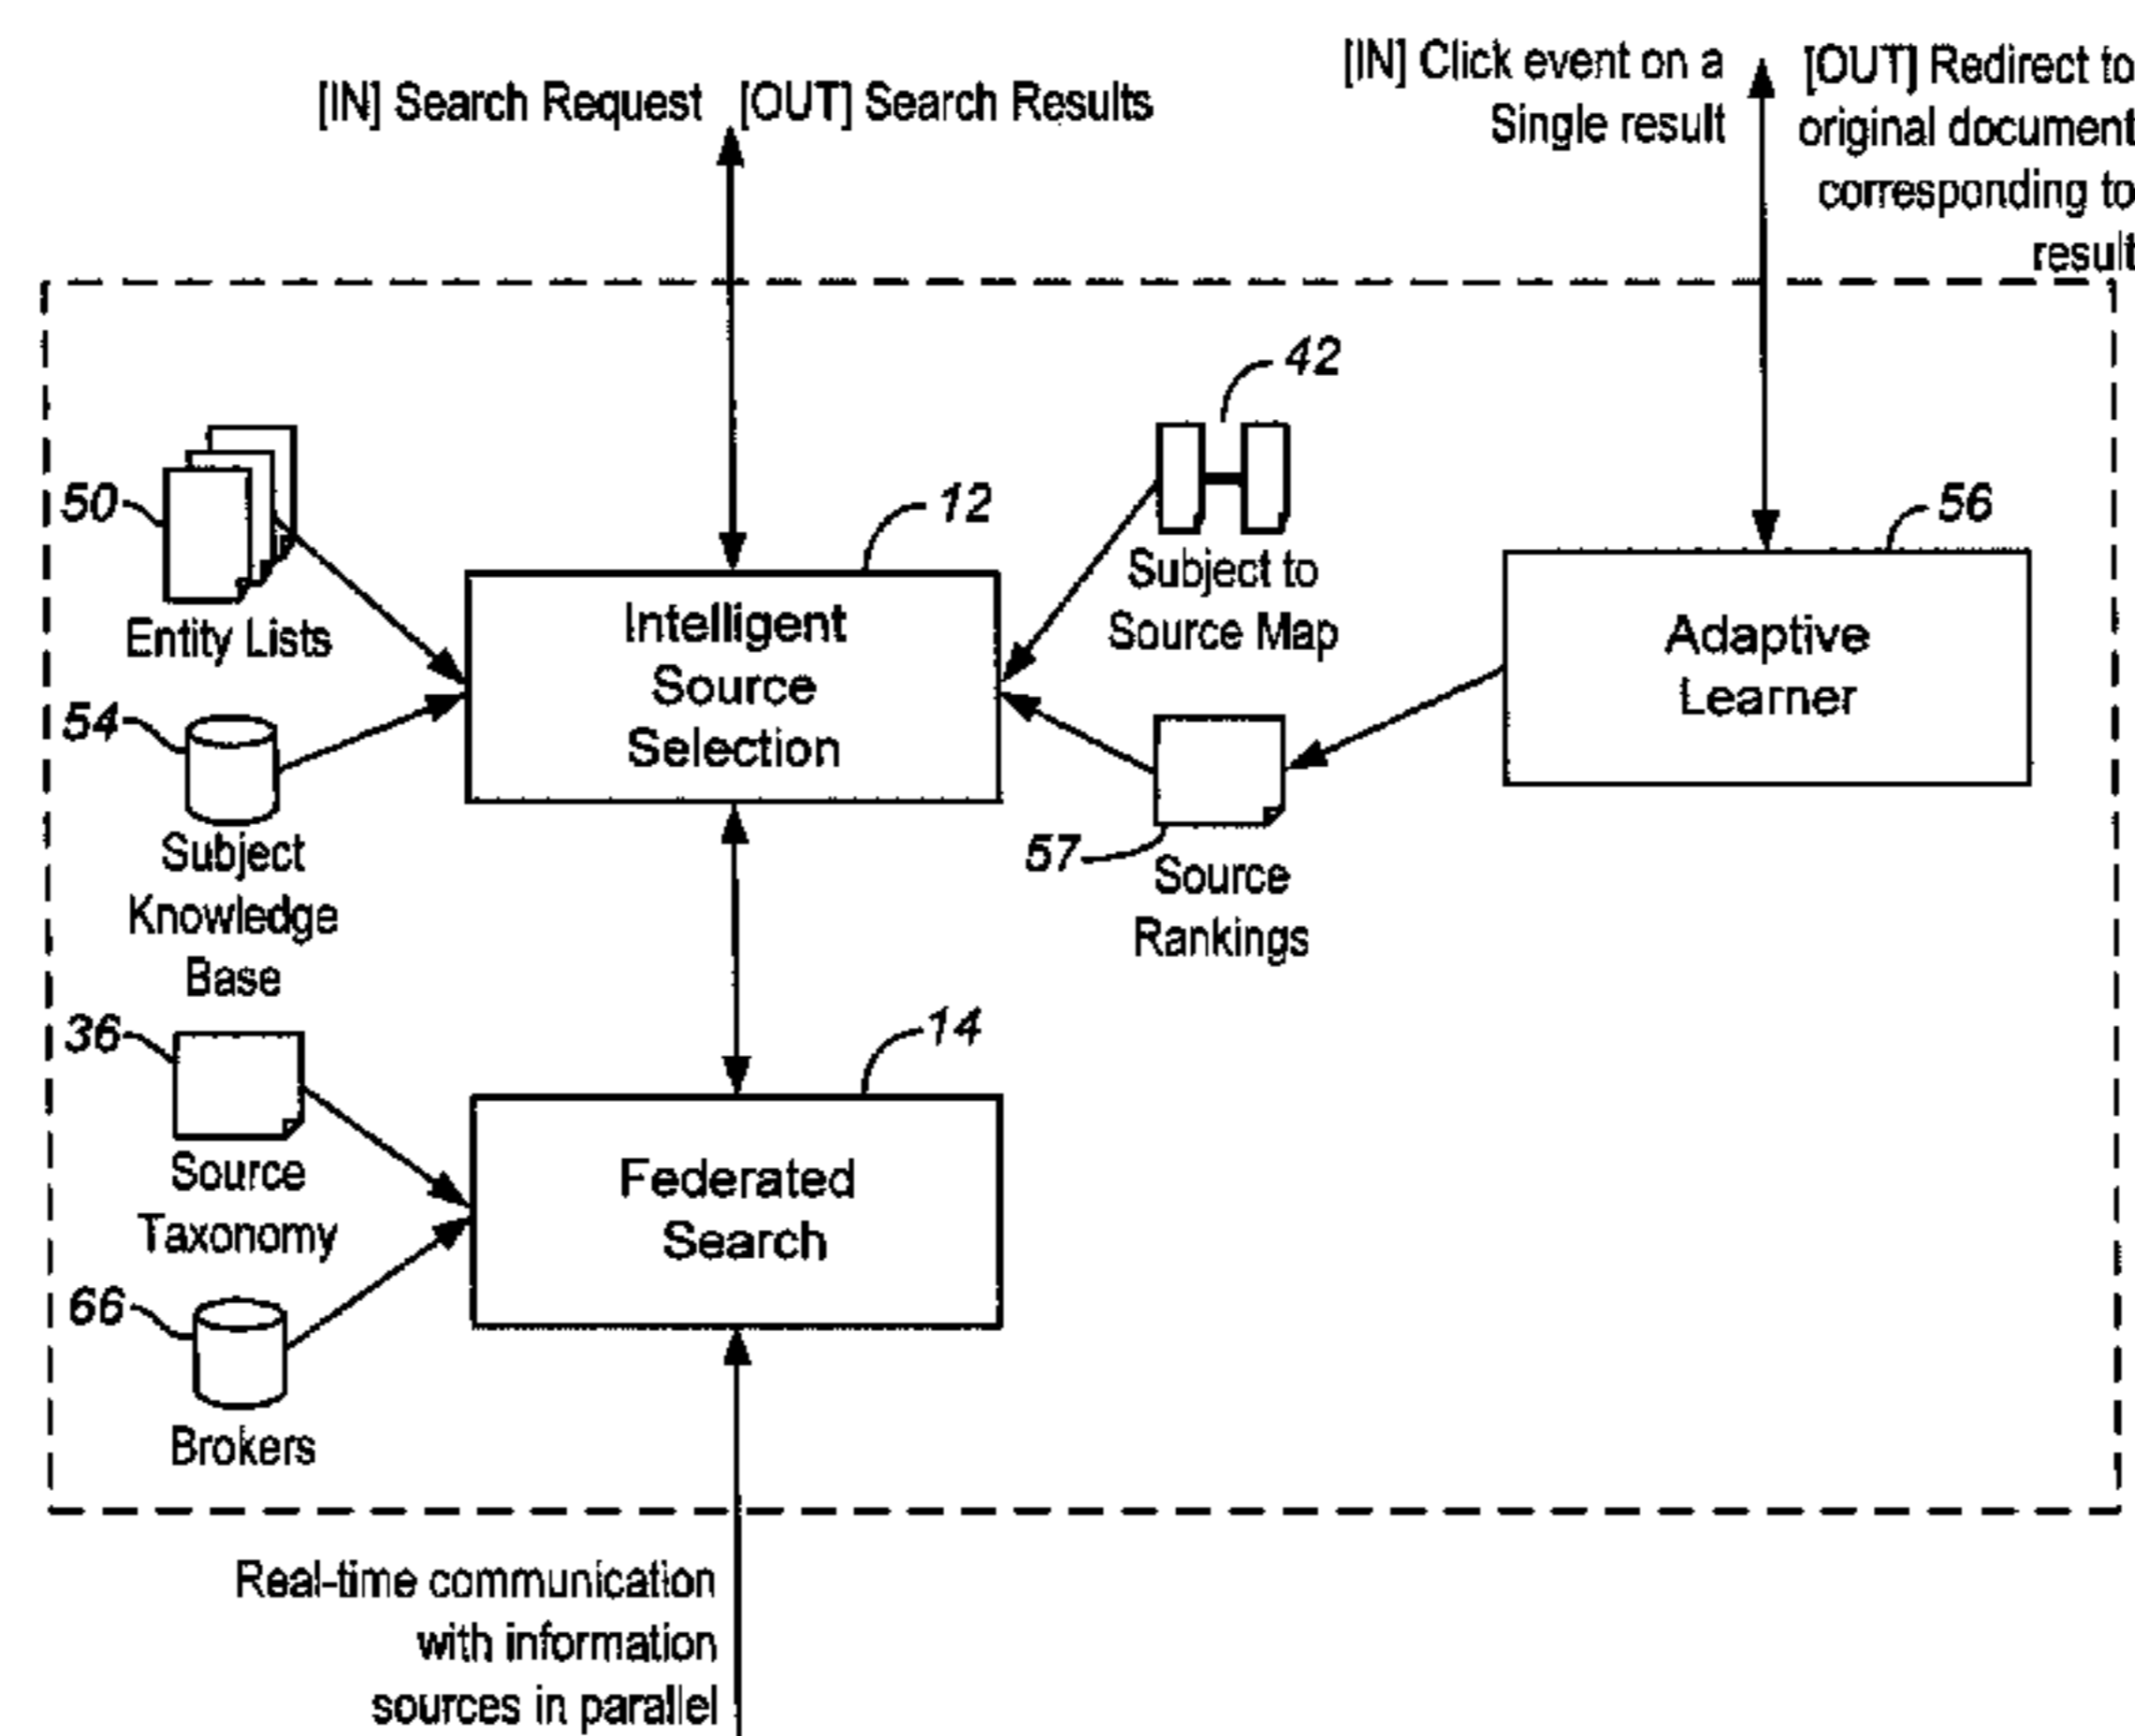 [IN] Search Request [OUT] Search Results
[IN] Click event on a
Single result
[OUT] Redirect to
original document
corresponding to
result
42
50
12
56
Entity Lists
Intelligent
Source
Selection
Subject to
Source Map
Adaptive
Learner
54
Subject
Knowledge
Base
57
Source
Rankings
36
14
Source
Taxonomy
Federated
Search
66
Brokers
Real-time communication
with information
sources in parallel